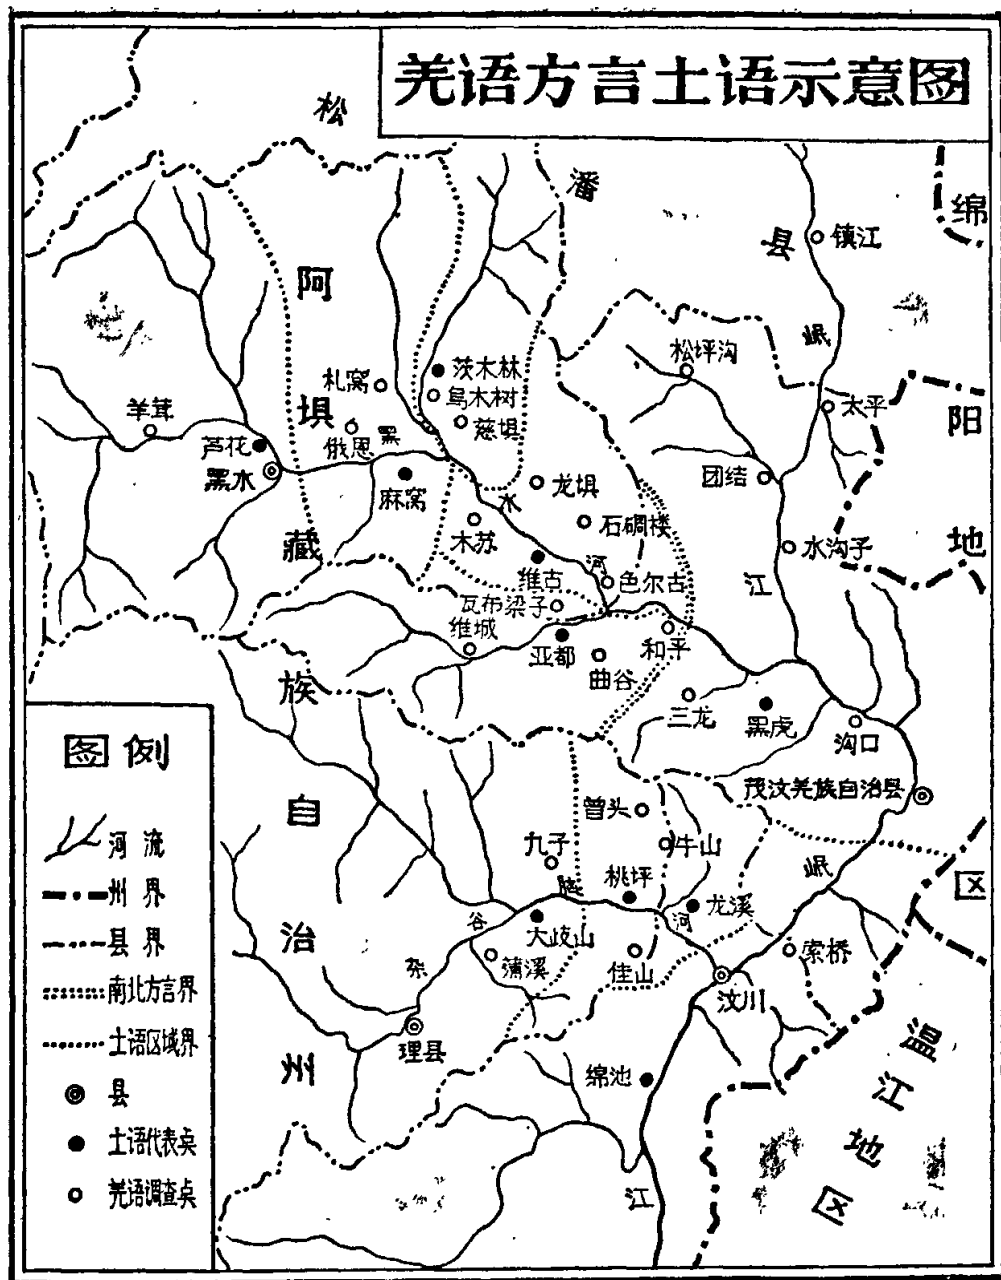 羌语方言土语示意图
松
潘
县
镇江
绵
阳
地
区
阿
坝
藏
族
自
治
州
岷
江
松坪沟
太平
茨木林
乌木树
慈坝
扎窝
俄恩
羊茸
芦花
黑水
麻窝
黑
水
河
龙坝
石碉楼
团结
水沟子
木苏
维古
色尔古
瓦布梁子
维城
亚都
曲谷
和平
三龙
黑虎
沟口
茂汶羌族自治县
曾头
牛山
九子
桃坪
龙溪
岷
杂
谷
脑
河
大岐山
蒲溪
佳山
索桥
汶川
理县
绵池
江
温
江
地
区
图例
河流
州界
县界
南北方言界
土语区域界
县
土语代表点
羌语调查点